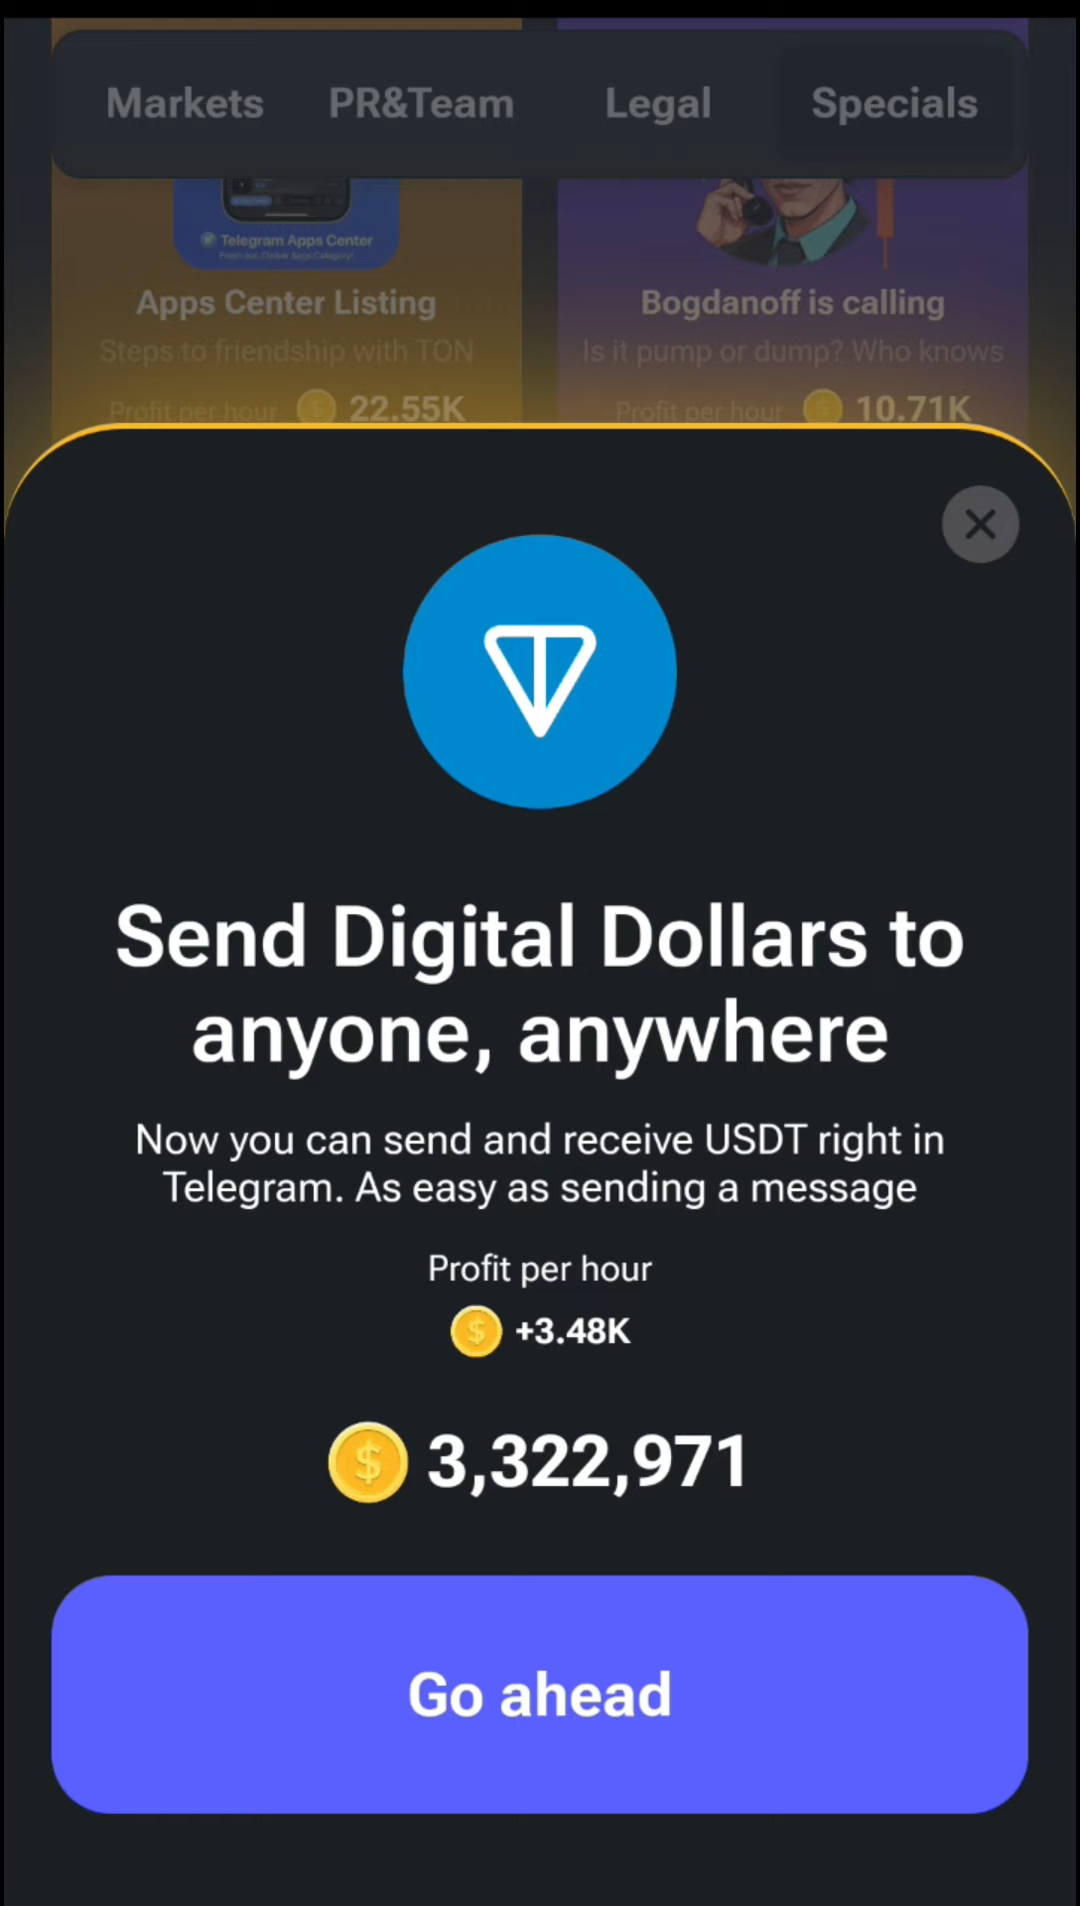 Markets PR&Team Legal Specials
Telegram Apps Center
Apps Center Listing
Steps to friendship with TON
Profit per hour 22.55K
Bogdanoff is calling
Is it pump or dump? Who knows
Profit per hour 10.71K
Send Digital Dollars to
anyone, anywhere
Now you can send and receive USDT right in
Telegram. As easy as sending a message
Profit per hour
+3.48K
3,322,971
Go ahead